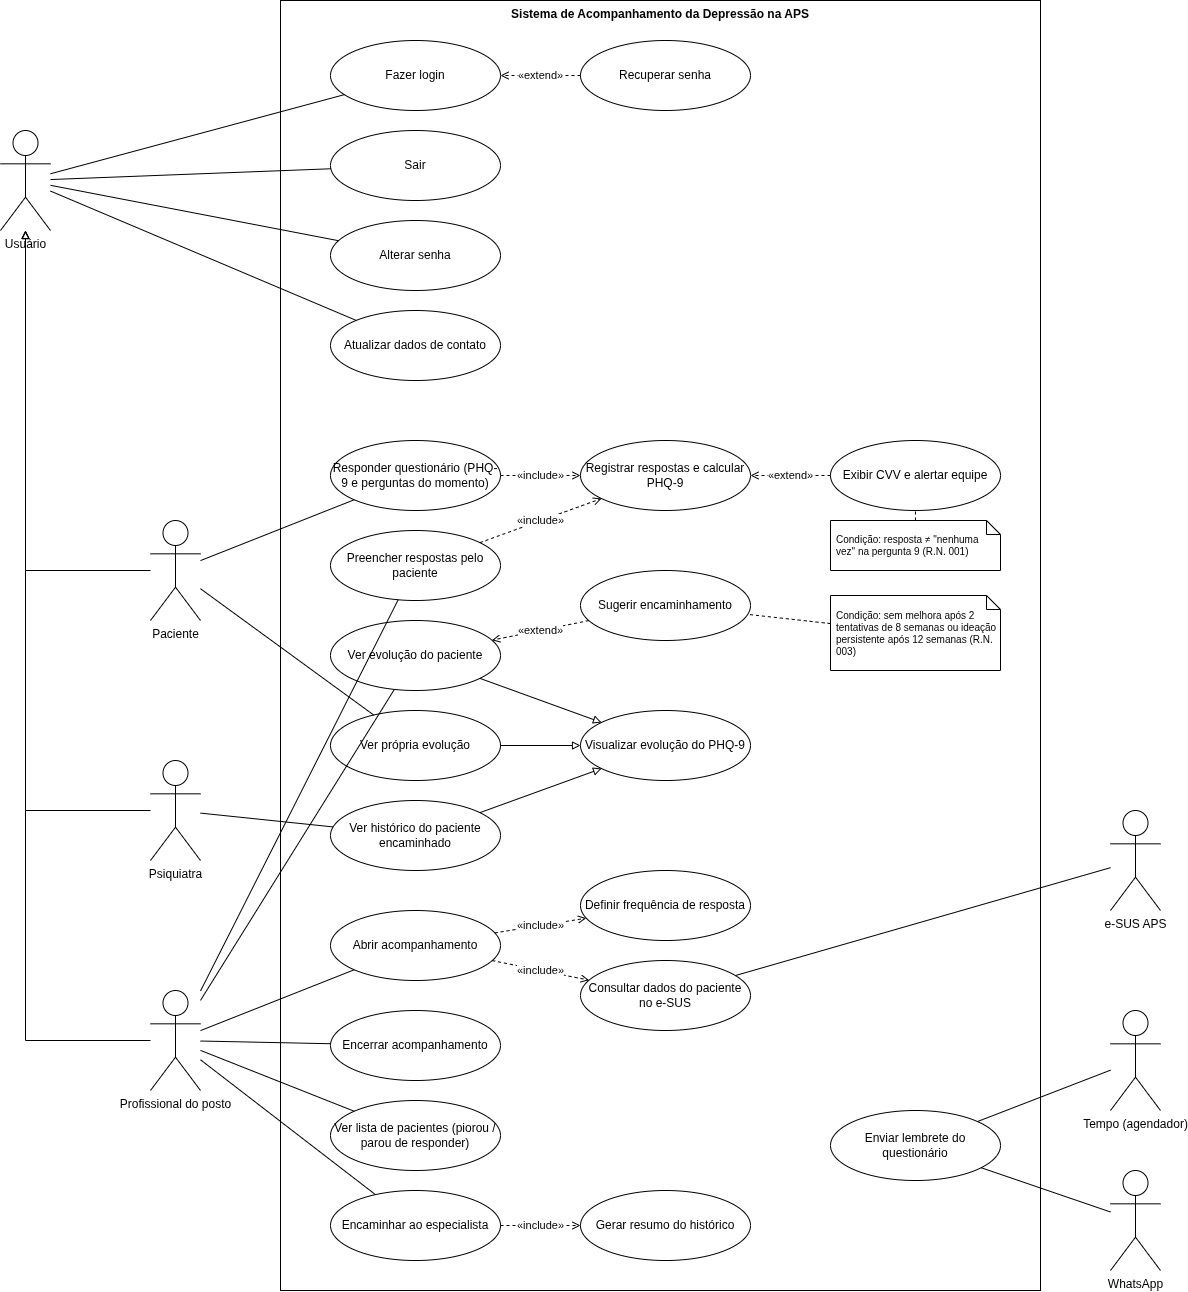 Sistema de Acompanhamento da Depressão na APS
Fazer login
«extend»
Recuperar senha
Sair
Usuário
Alterar senha
Atualizar dados de contato
Responder questionário (PHQ-
9 e perguntas do momento)
«include»
Registrar respostas e calcular
PHQ-9
«extend»
Exibir CVV e alertar equipe
«include»
Condição: resposta ≠ "nenhuma
vez" na pergunta 9 (R.N. 001)
Preencher respostas pelo
paciente
Paciente
Sugerir encaminhamento
Condição: sem melhora após 2
tentativas de 8 semanas ou ideação
persistente após 12 semanas (R.N.
003)
«extend»
Ver evolução do paciente
Ver própria evolução
Visualizar evolução do PHQ-9
Ver histórico do paciente
encaminhado
Psiquiatra
Definir frequência de resposta
«include»
Abrir acompanhamento
«include»
Consultar dados do paciente
no e-SUS
e-SUS APS
Encerrar acompanhamento
Profissional do posto
Ver lista de pacientes (piorou /
parou de responder)
Enviar lembrete do
questionário
Tempo (agendador)
Encaminhar ao especialista
«include»
Gerar resumo do histórico
WhatsApp